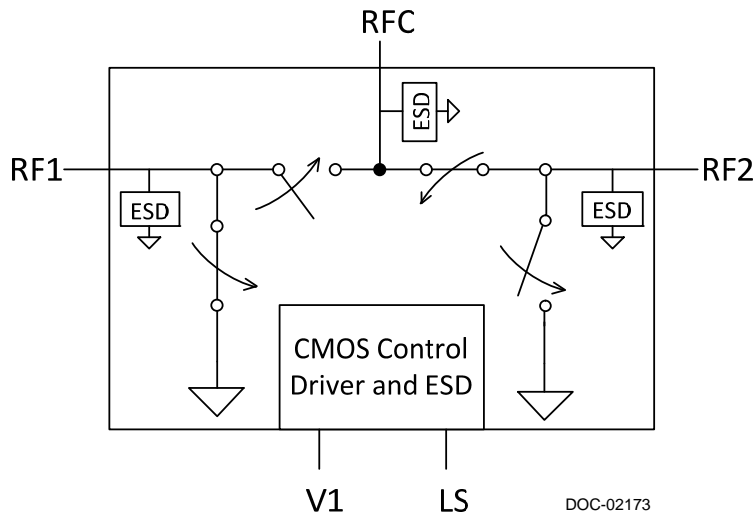 RFC
ESD
RF1
RF2
ESD
ESD
CMOS Control
Driver and ESD
V1
LS
DOC-02173